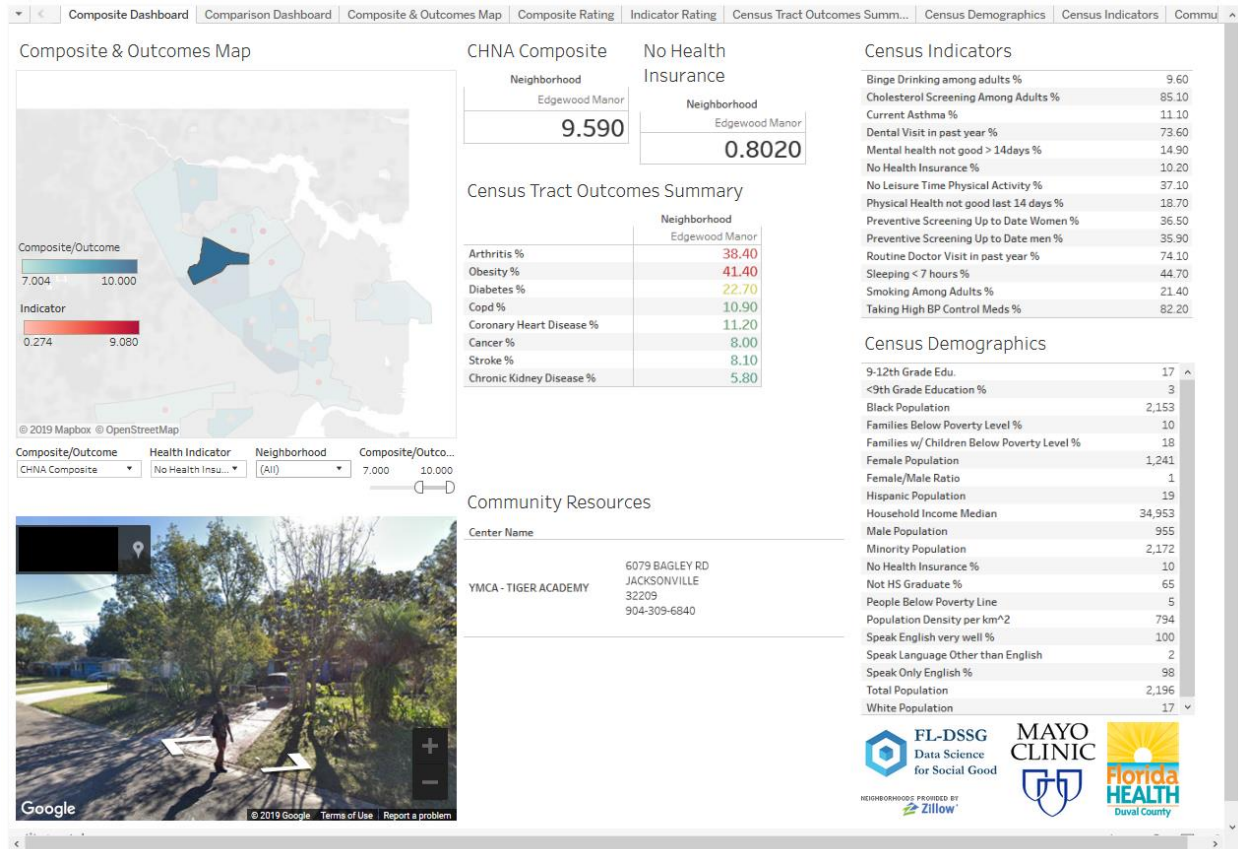 Composite Dashboard
Comparison Dashboard
Composite & Outcomes Map
Composite Rating
Indicator Rating
Census Tract Outcomes Summ...
Census Demographics
Census Indicators
Commu
Composite & Outcomes Map
Composite/Outcome
7.004 10.000
Indicator
0.274 9.080
© 2019 Mapbox © OpenStreetMap
Composite/Outcome Health Indicator Neighborhood Composite/Outco...
CHNA Composite No Health Insu... (All) 7.000 10.000
Google
© 2019 Google Terms of Use Report a problem
CHNA Composite
Neighborhood
Edgewood Manor
9.590
No Health
Insurance
Neighborhood
Edgewood Manor
0.8020
Census Tract Outcomes Summary
Neighborhood
Edgewood Manor
Arthritis % 38.40
Obesity % 41.40
Diabetes % 22.70
Copd % 10.90
Coronary Heart Disease % 11.20
Cancer % 8.00
Stroke % 8.10
Chronic Kidney Disease % 5.80
Community Resources
Center Name
YMCA - TIGER ACADEMY
6079 BAGLEY RD
JACKSONVILLE
32209
904-309-6840
Census Indicators
Binge Drinking among adults % 9.60
Cholesterol Screening Among Adults % 85.10
Current Asthma % 11.10
Dental Visit in past year % 73.60
Mental health not good > 14days % 14.90
No Health Insurance % 10.20
No Leisure Time Physical Activity % 37.10
Physical Health not good last 14 days % 18.70
Preventive Screening Up to Date Women % 36.50
Preventive Screening Up to Date men % 35.90
Routine Doctor Visit in past year % 74.10
Sleeping < 7 hours % 44.70
Smoking Among Adults % 21.40
Taking High BP Control Meds % 82.20
Census Demographics
9-12th Grade Edu. 17
<9th Grade Education % 3
Black Population 2,153
Families Below Poverty Level % 10
Families w/ Children Below Poverty Level % 18
Female Population 1,241
Female/Male Ratio 1
Hispanic Population 19
Household Income Median 34,953
Male Population 955
Minority Population 2,172
No Health Insurance % 10
Not HS Graduate % 65
People Below Poverty Line 5
Population Density per km^2 794
Speak English very well % 100
Speak Language Other than English 2
Speak Only English % 98
Total Population 2,196
White Population 17
FL-DSSG
Data Science
for Social Good
NEIGHBORHOODS PROVIDED BY
Zillow
MAYO
CLINIC
Florida
HEALTH
Duval County